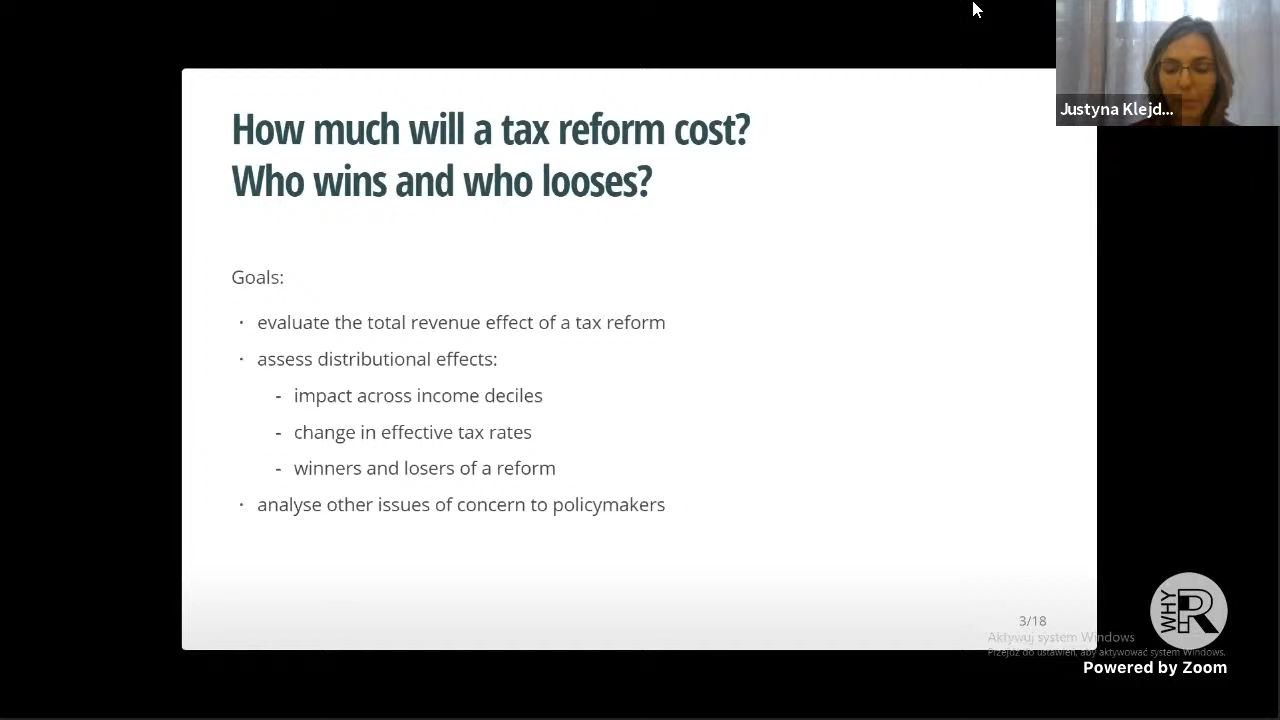 Justyna Klejd...
How much will a tax reform cost?
Who wins and who looses?
Goals:
· evaluate the total revenue effect of a tax reform
· assess distributional effects:
- impact across income deciles
- change in effective tax rates
- winners and losers of a reform
· analyse other issues of concern to policymakers
3/18
WHY R
Aktywuj system Windows
Przejdź do ustawień, aby aktywować system Windows.
Powered by Zoom